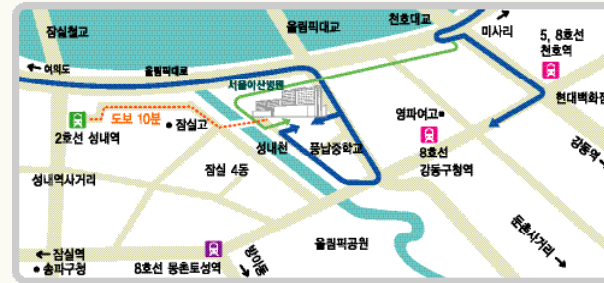 잠실철교
올림픽대교
천호대교
미사리
5, 8호선
천호역
여의도
올림픽대로
서울아산병원
현대백화점
2호선 성내역
도보 10분
잠실고
영파여고
8호선
강동구청역
강동역
성내천
풍납중학교
성내역사거리
잠실 4동
둔촌사거리
올림픽공원
잠실역
송파구청
8호선 몽촌토성역
방이동